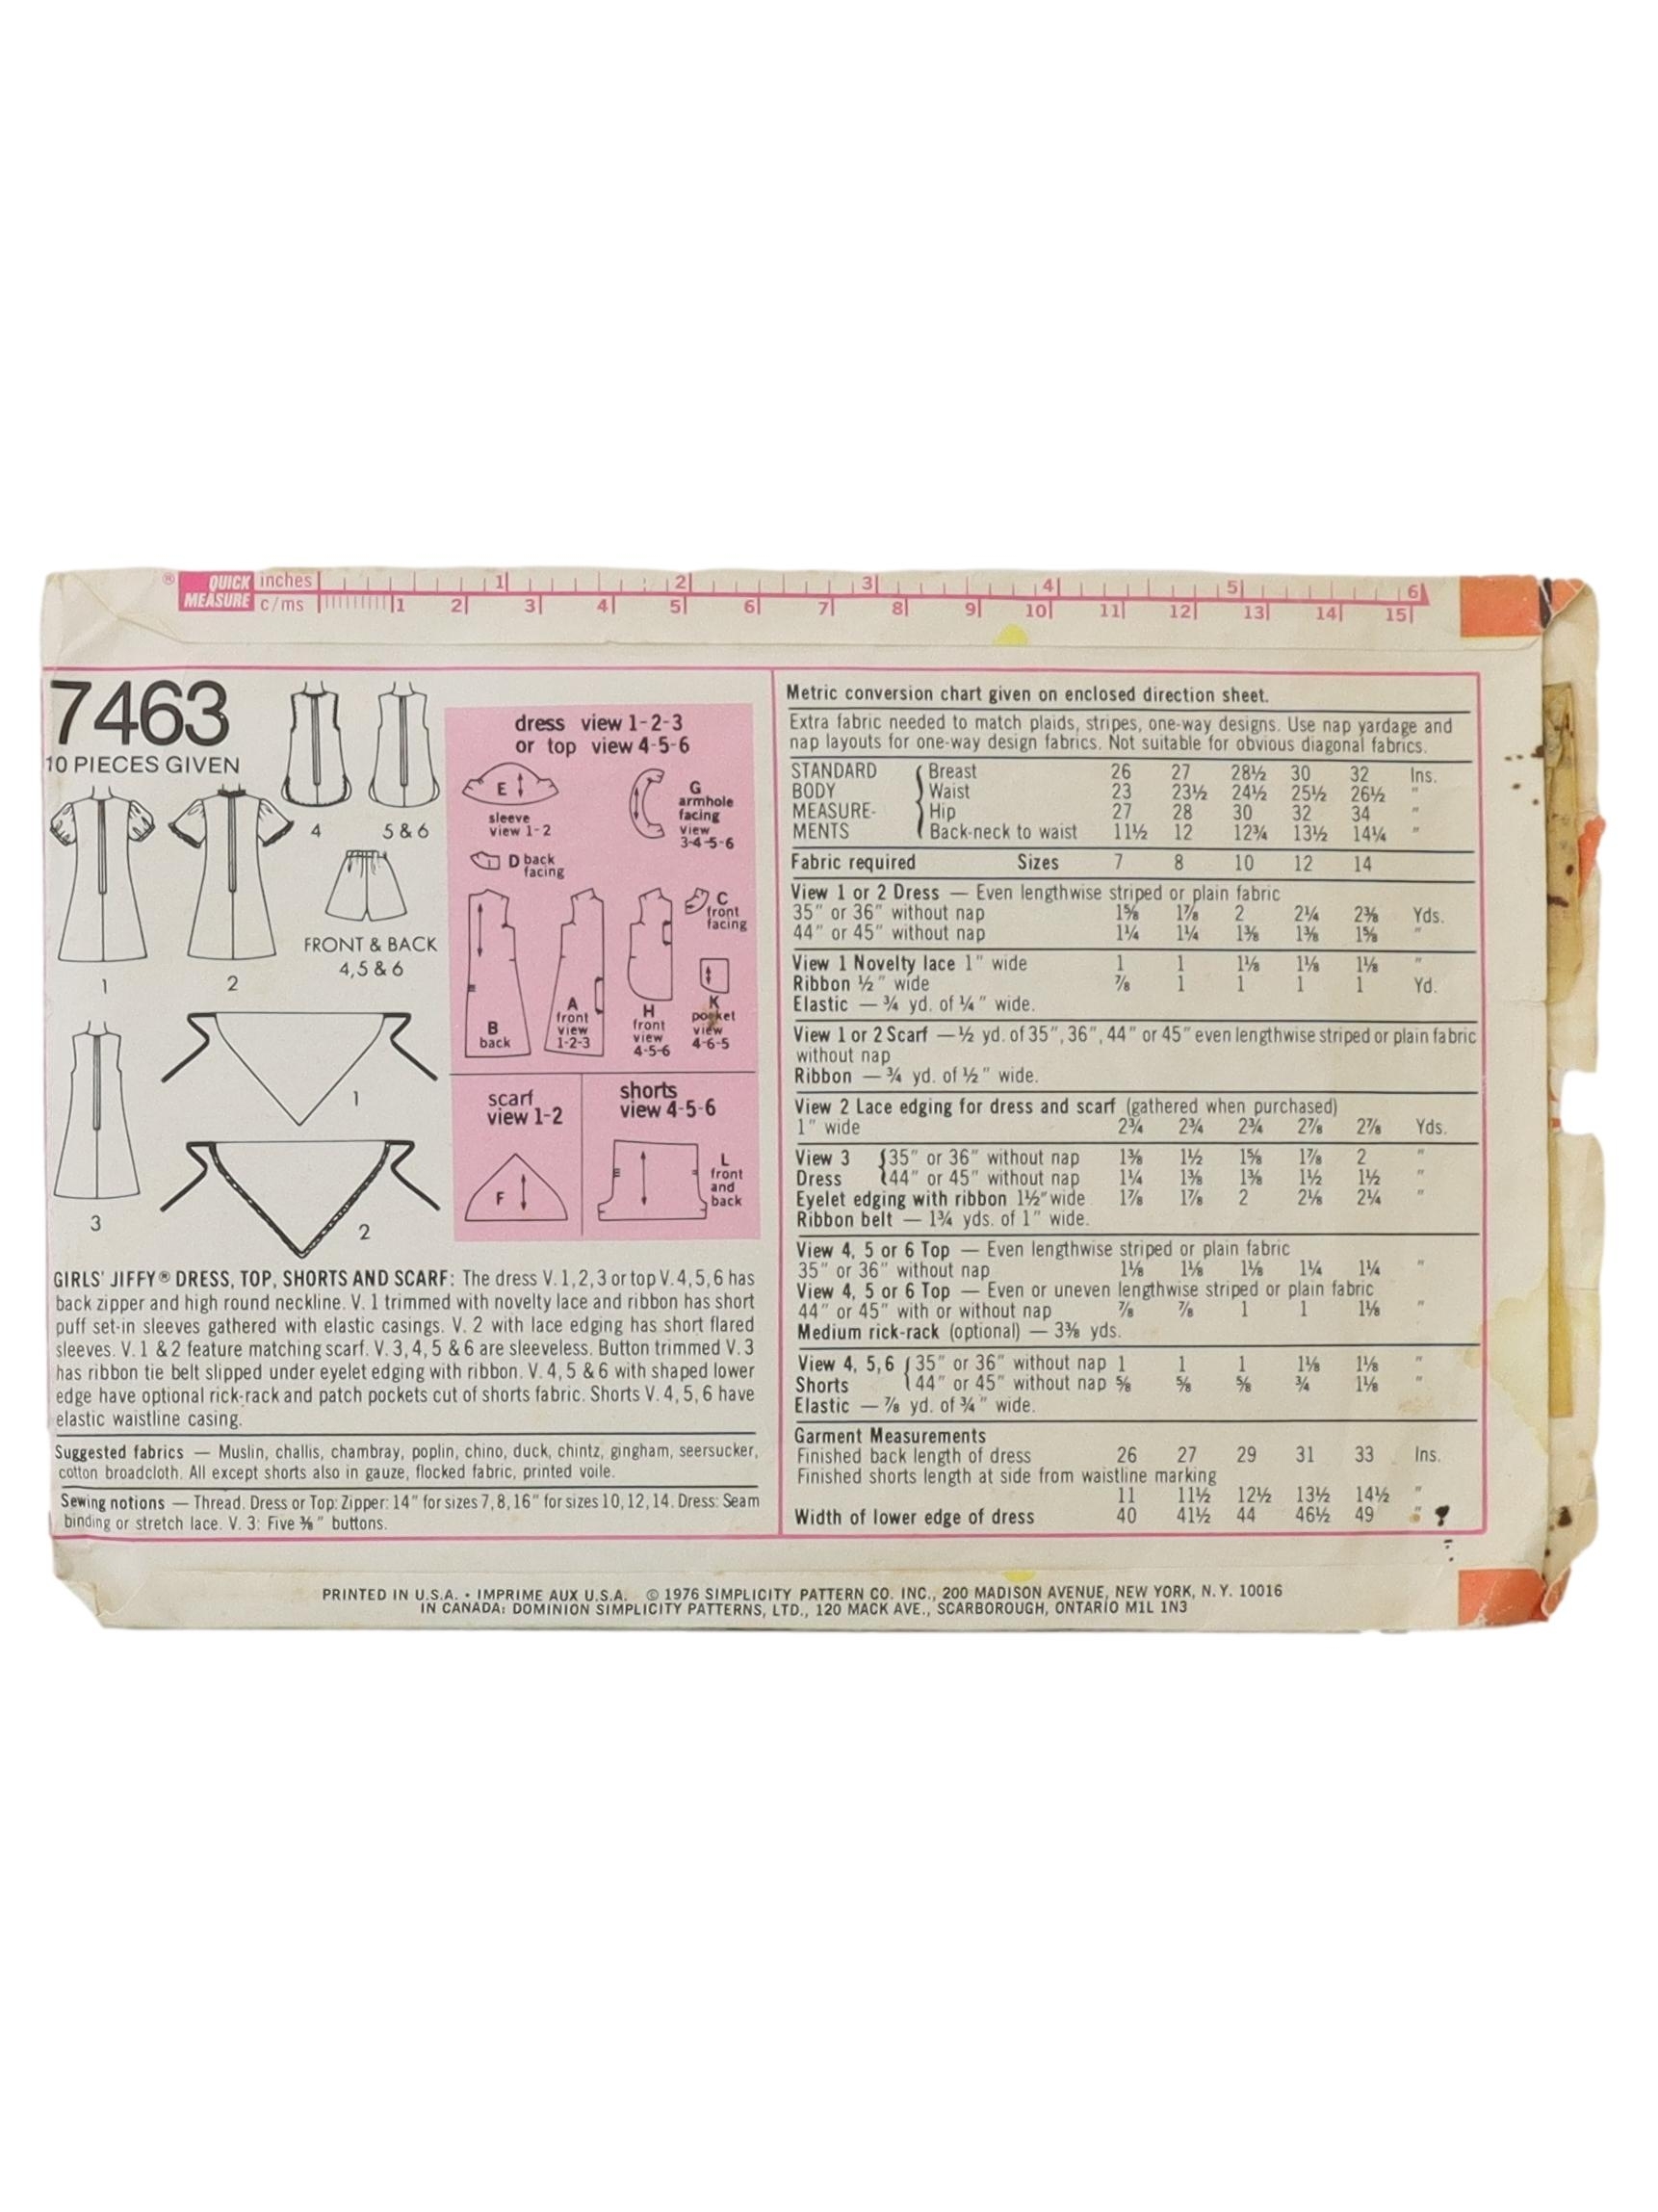 ® QUICK MEASURE inches 1 2 3 4 5 6
c/ms 1 2 3 4 5 6 7 8 9 10 11 12 13 14 15
7463
10 PIECES GIVEN
4
5 & 6
1
2
FRONT & BACK
4,5 & 6
3
1
2
dress view 1-2-3
or top view 4-5-6
E
sleeve
view 1-2
G
armhole
facing
view
3-4-5-6
D back
facing
C
front
facing
B
back
A
front
view
1-2-3
H
front
view
4-5-6
K
pocket
view
4-6-5
scarf
view 1-2
F
shorts
view 4-5-6
L
front
and
back
GIRLS' JIFFY® DRESS, TOP, SHORTS AND SCARF: The dress V. 1,2,3 or top V. 4,5,6 has
back zipper and high round neckline. V. 1 trimmed with novelty lace and ribbon has short
puff set-in sleeves gathered with elastic casings. V. 2 with lace edging has short flared
sleeves. V. 1 & 2 feature matching scarf. V. 3, 4, 5 & 6 are sleeveless. Button trimmed V. 3
has ribbon tie belt slipped under eyelet edging with ribbon. V. 4, 5 & 6 with shaped lower
edge have optional rick-rack and patch pockets cut of shorts fabric. Shorts V. 4, 5, 6 have
elastic waistline casing.
Suggested fabrics — Muslin, challis, chambray, poplin, chino, duck, chintz, gingham, seersucker,
cotton broadcloth. All except shorts also in gauze, flocked fabric, printed voile.
Sewing notions — Thread. Dress or Top: Zipper: 14" for sizes 7, 8, 16" for sizes 10, 12, 14. Dress: Seam
binding or stretch lace. V. 3: Five ⅜" buttons.
Metric conversion chart given on enclosed direction sheet.
Extra fabric needed to match plaids, stripes, one-way designs. Use nap yardage and
nap layouts for one-way design fabrics. Not suitable for obvious diagonal fabrics.
STANDARD Breast 26 27 28½ 30 32 Ins.
BODY Waist 23 23½ 24½ 25½ 26½ "
MEASURE- Hip 27 28 30 32 34 "
MENTS Back-neck to waist 11½ 12 12¾ 13½ 14¼ "
Fabric required Sizes 7 8 10 12 14
View 1 or 2 Dress — Even lengthwise striped or plain fabric
35" or 36" without nap 1⅝ 1⅞ 2 2¼ 2⅜ Yds.
44" or 45" without nap 1¼ 1¼ 1⅜ 1⅜ 1⅝ "
View 1 Novelty lace 1" wide 1 1 1⅛ 1⅛ 1⅛ "
Ribbon ½" wide ⅞ 1 1 1 1 Yd.
Elastic — ¾ yd. of ¼" wide.
View 1 or 2 Scarf — ½ yd. of 35", 36", 44" or 45" even lengthwise striped or plain fabric
without nap
Ribbon — ¾ yd. of ½" wide.
View 2 Lace edging for dress and scarf (gathered when purchased)
1" wide 2¾ 2¾ 2¾ 2⅞ 2⅞ Yds.
View 3 35" or 36" without nap 1⅜ 1½ 1⅝ 1⅞ 2 "
Dress 44" or 45" without nap 1¼ 1⅜ 1⅜ 1½ 1½ "
Eyelet edging with ribbon 1½" wide 1⅞ 1⅞ 2 2⅛ 2¼ "
Ribbon belt — 1¾ yds. of 1" wide.
View 4, 5 or 6 Top — Even lengthwise striped or plain fabric
35" or 36" without nap 1⅛ 1⅛ 1⅛ 1¼ 1¼ "
View 4, 5 or 6 Top — Even or uneven lengthwise striped or plain fabric
44" or 45" with or without nap ⅞ ⅞ 1 1 1⅛ "
Medium rick-rack (optional) — 3⅜ yds.
View 4, 5,6 35" or 36" without nap 1 1 1 1⅛ 1⅛ "
Shorts 44" or 45" without nap ⅝ ⅝ ⅝ ¾ 1⅛ "
Elastic — ⅞ yd. of ¾" wide.
Garment Measurements
Finished back length of dress 26 27 29 31 33 Ins.
Finished shorts length at side from waistline marking
11 11½ 12½ 13½ 14½ "
Width of lower edge of dress 40 41½ 44 46½ 49 "
PRINTED IN U.S.A. • IMPRIME AUX U.S.A. © 1976 SIMPLICITY PATTERN CO. INC., 200 MADISON AVENUE, NEW YORK, N.Y. 10016
IN CANADA: DOMINION SIMPLICITY PATTERNS, LTD., 120 MACK AVE., SCARBOROUGH, ONTARIO M1L 1N3